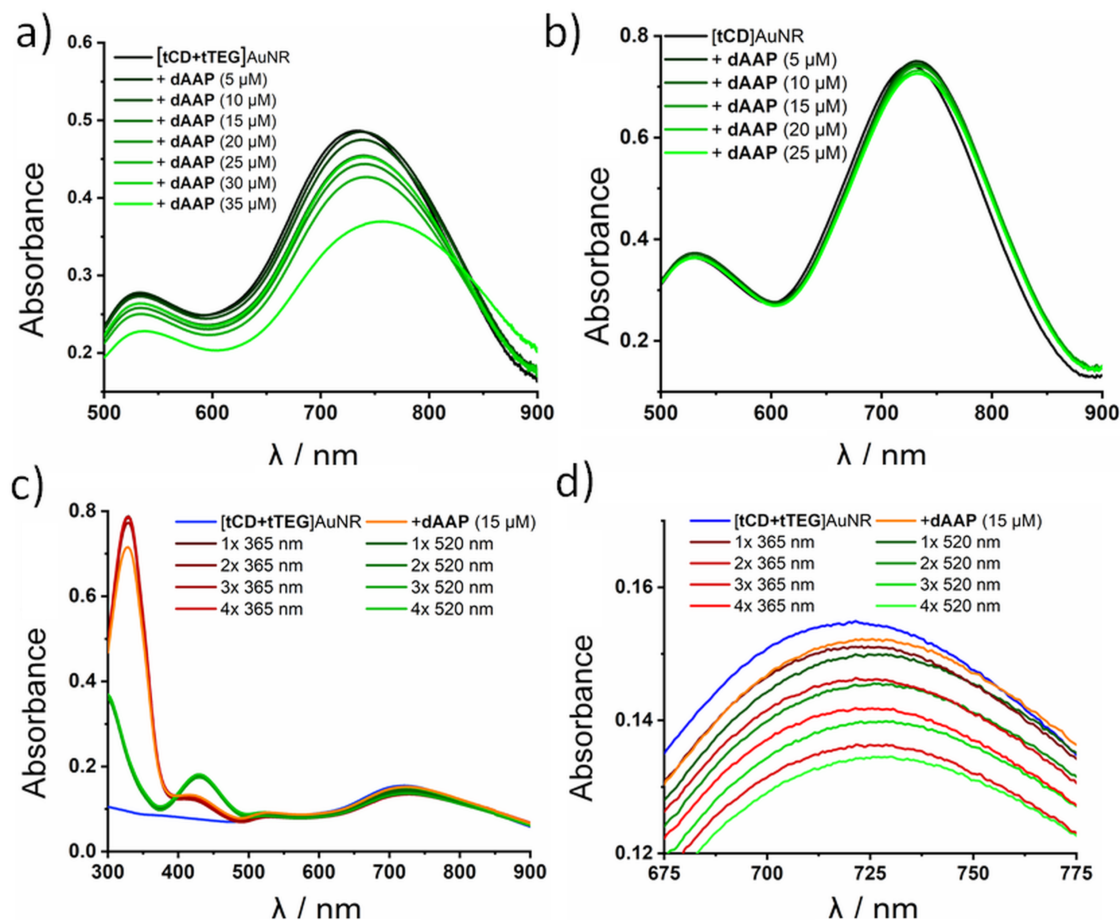 a)
Absorbance
0.6
0.5
0.4
0.3
0.2
[tCD+tTEG]AuNR
+ dAAP (5 μM)
+ dAAP (10 μM)
+ dAAP (15 μM)
+ dAAP (20 μM)
+ dAAP (25 μM)
+ dAAP (30 μM)
+ dAAP (35 μM)
500 600 700 800 900
λ / nm
b)
Absorbance
0.8
0.6
0.4
0.2
[tCD]AuNR
+ dAAP (5 μM)
+ dAAP (10 μM)
+ dAAP (15 μM)
+ dAAP (20 μM)
+ dAAP (25 μM)
500 600 700 800 900
λ / nm
c)
Absorbance
0.8
0.6
0.4
0.2
0.0
[tCD+tTEG]AuNR +dAAP (15 μM)
1x 365 nm 1x 520 nm
2x 365 nm 2x 520 nm
3x 365 nm 3x 520 nm
4x 365 nm 4x 520 nm
300 400 500 600 700 800 900
λ / nm
d)
Absorbance
0.16
0.14
0.12
[tCD+tTEG]AuNR +dAAP (15 μM)
1x 365 nm 1x 520 nm
2x 365 nm 2x 520 nm
3x 365 nm 3x 520 nm
4x 365 nm 4x 520 nm
675 700 725 750 775
λ / nm